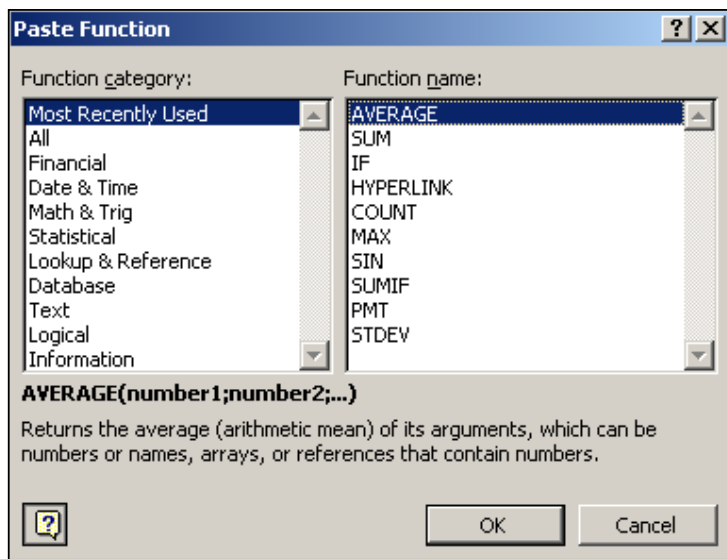 Paste Function
Function category:
Most Recently Used
All
Financial
Date & Time
Math & Trig
Statistical
Lookup & Reference
Database
Text
Logical
Information
Function name:
AVERAGE
SUM
IF
HYPERLINK
COUNT
MAX
SIN
SUMIF
PMT
STDEV
AVERAGE(number1;number2;...)
Returns the average (arithmetic mean) of its arguments, which can be
numbers or names, arrays, or references that contain numbers.
OK
Cancel